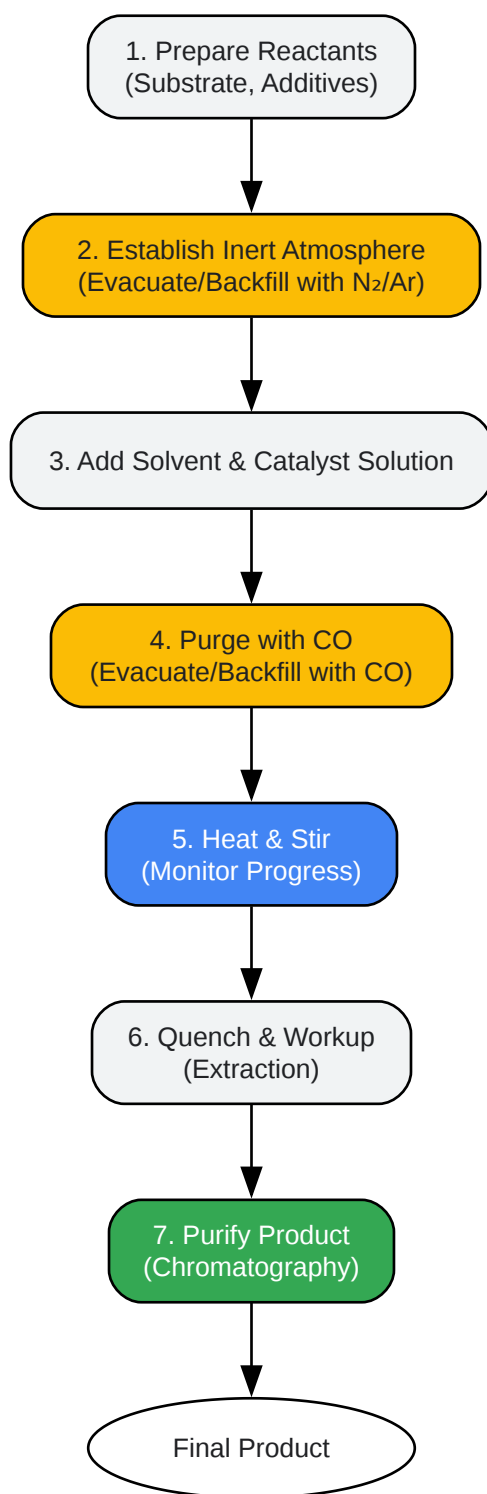 1. Prepare Reactants
(Substrate, Additives)
2. Establish Inert Atmosphere
(Evacuate/Backfill with N₂/Ar)
3. Add Solvent & Catalyst Solution
4. Purge with CO
(Evacuate/Backfill with CO)
5. Heat & Stir
(Monitor Progress)
6. Quench & Workup
(Extraction)
7. Purify Product
(Chromatography)
Final Product